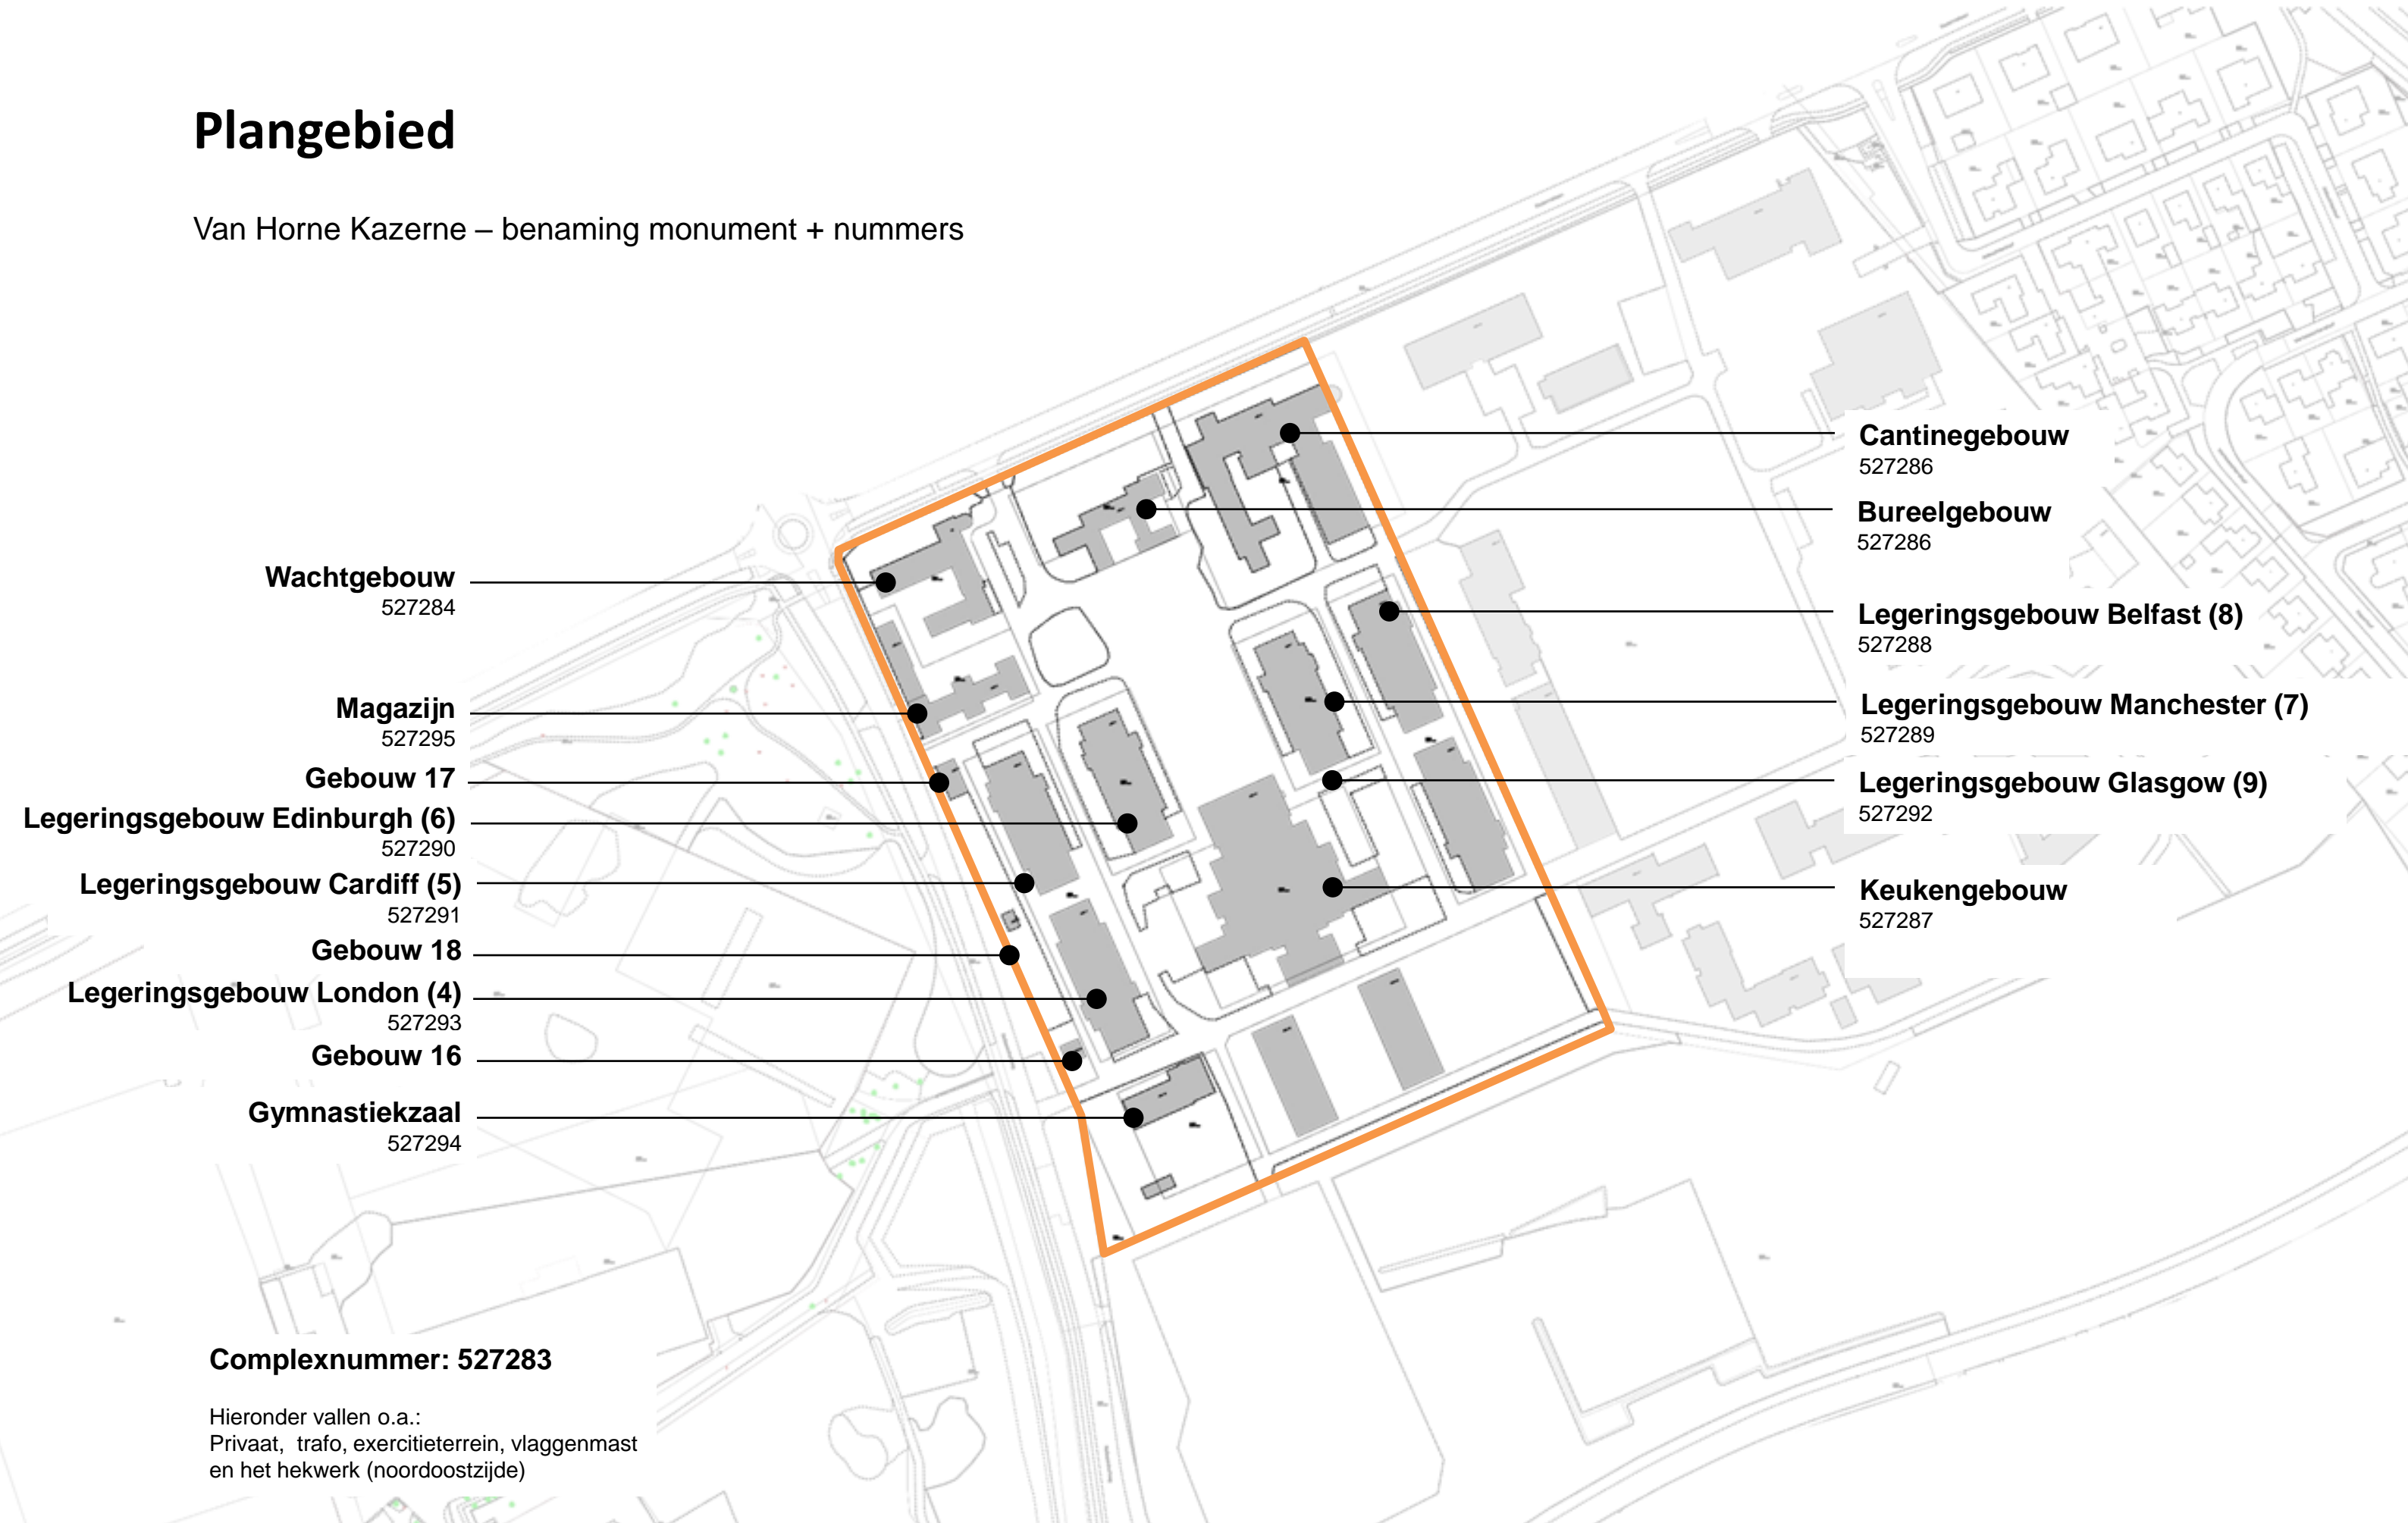 Plangebied
Van Horne Kazerne – benaming monument + nummers
Wachtgebouw
527284
Magazijn
527295
Gebouw 17
Legeringsgebouw Edinburgh (6)
527290
Legeringsgebouw Cardiff (5)
527291
Gebouw 18
Legeringsgebouw London (4)
527293
Gebouw 16
Gymnastiekzaal
527294
Cantinegebouw
527286
Bureelgebouw
527286
Legeringsgebouw Belfast (8)
527288
Legeringsgebouw Manchester (7)
527289
Legeringsgebouw Glasgow (9)
527292
Keukengebouw
527287
Complexnummer: 527283
Hieronder vallen o.a.:
Privaat, trafo, exercitieterrein, vlaggenmast
en het hekwerk (noordoostzijde)